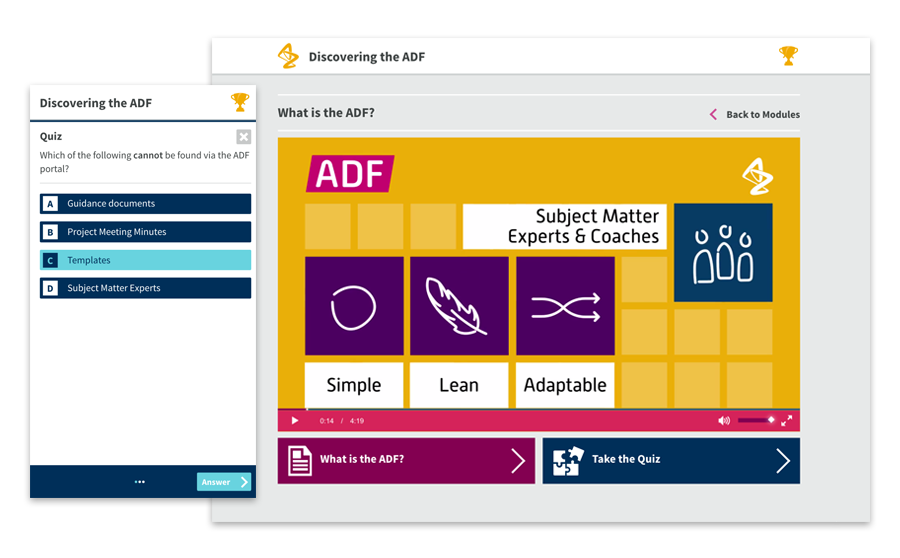 Discovering the ADF
Quiz
Which of the following cannot be found via the ADF
portal?
A Guidance documents
B Project Meeting Minutes
C Templates
D Subject Matter Experts
Answer
Discovering the ADF
What is the ADF?
Back to Modules
ADF
Subject Matter
Experts & Coaches
Simple
Lean
Adaptable
0:14 / 4:19
What is the ADF?
Take the Quiz